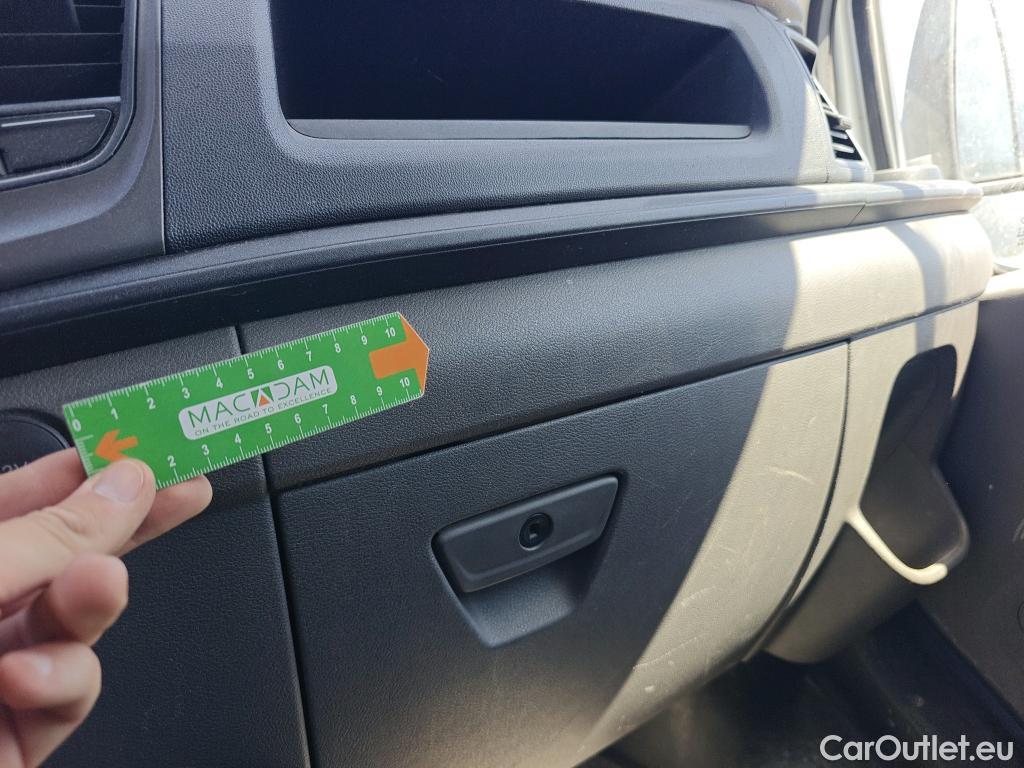 0 1 2 3 4 5 6 7 8 9 10
MACADAM
ON THE ROAD TO EXCELLENCE
2 3 4 5 6 7 8 9 10
CarOutlet.eu